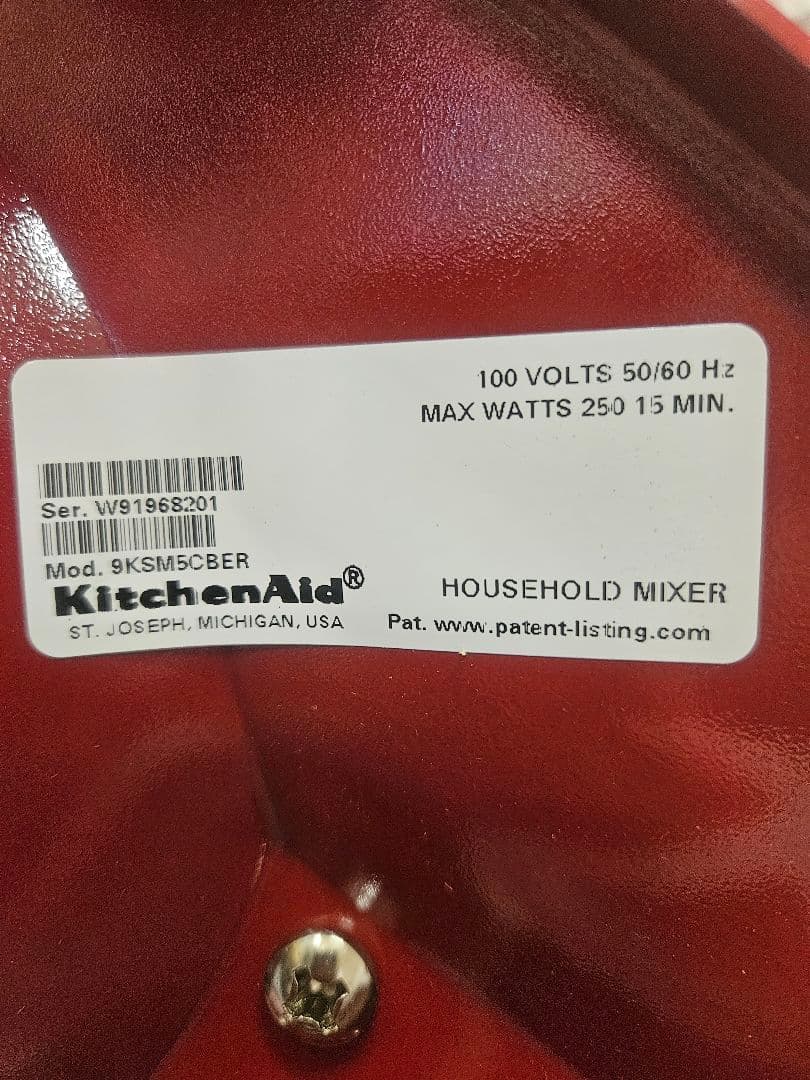 100 VOLTS 50/60 Hz
MAX WATTS 250 15 MIN.
Ser. W91968201
Mod. 9KSM5CBER
KitchenAid®
ST. JOSEPH, MICHIGAN, USA
HOUSEHOLD MIXER
Pat. www.patent-listing.com